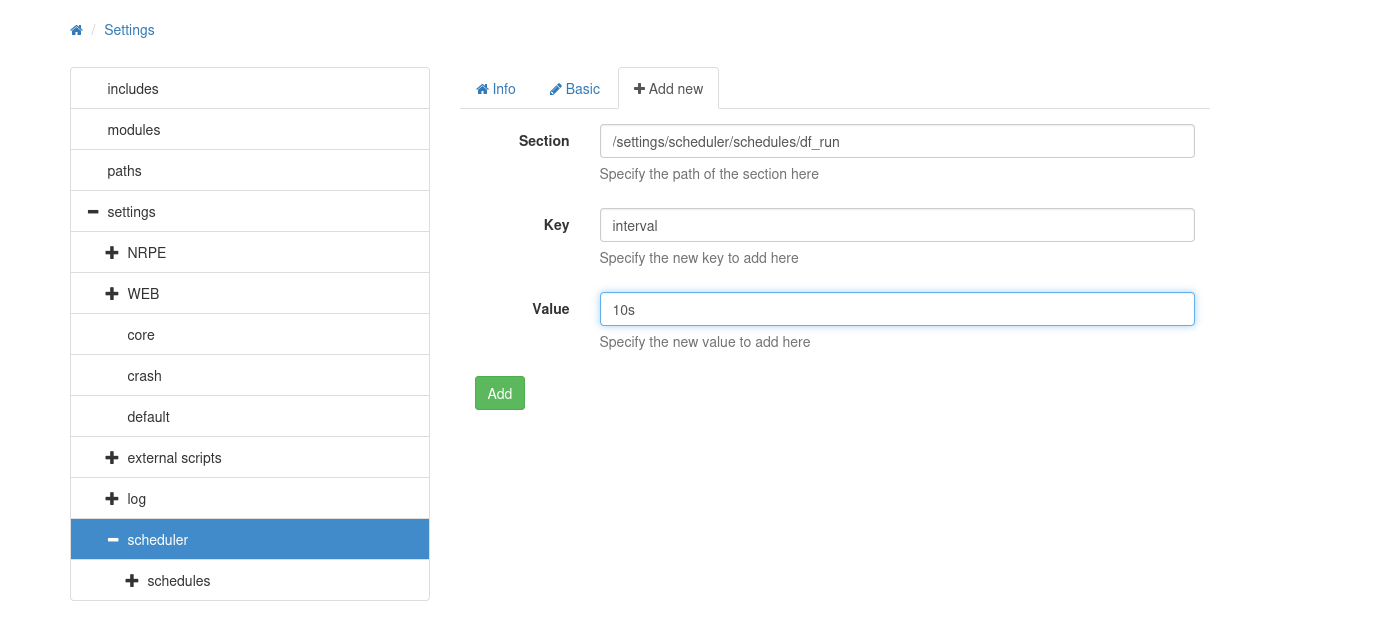 / Settings
includes
modules
paths
settings
NRPE
WEB
core
crash
default
external scripts
log
scheduler
schedules
Info Basic Add new
Section /settings/scheduler/schedules/df_run
Specify the path of the section here
Key interval
Specify the new key to add here
Value 10s
Specify the new value to add here
Add